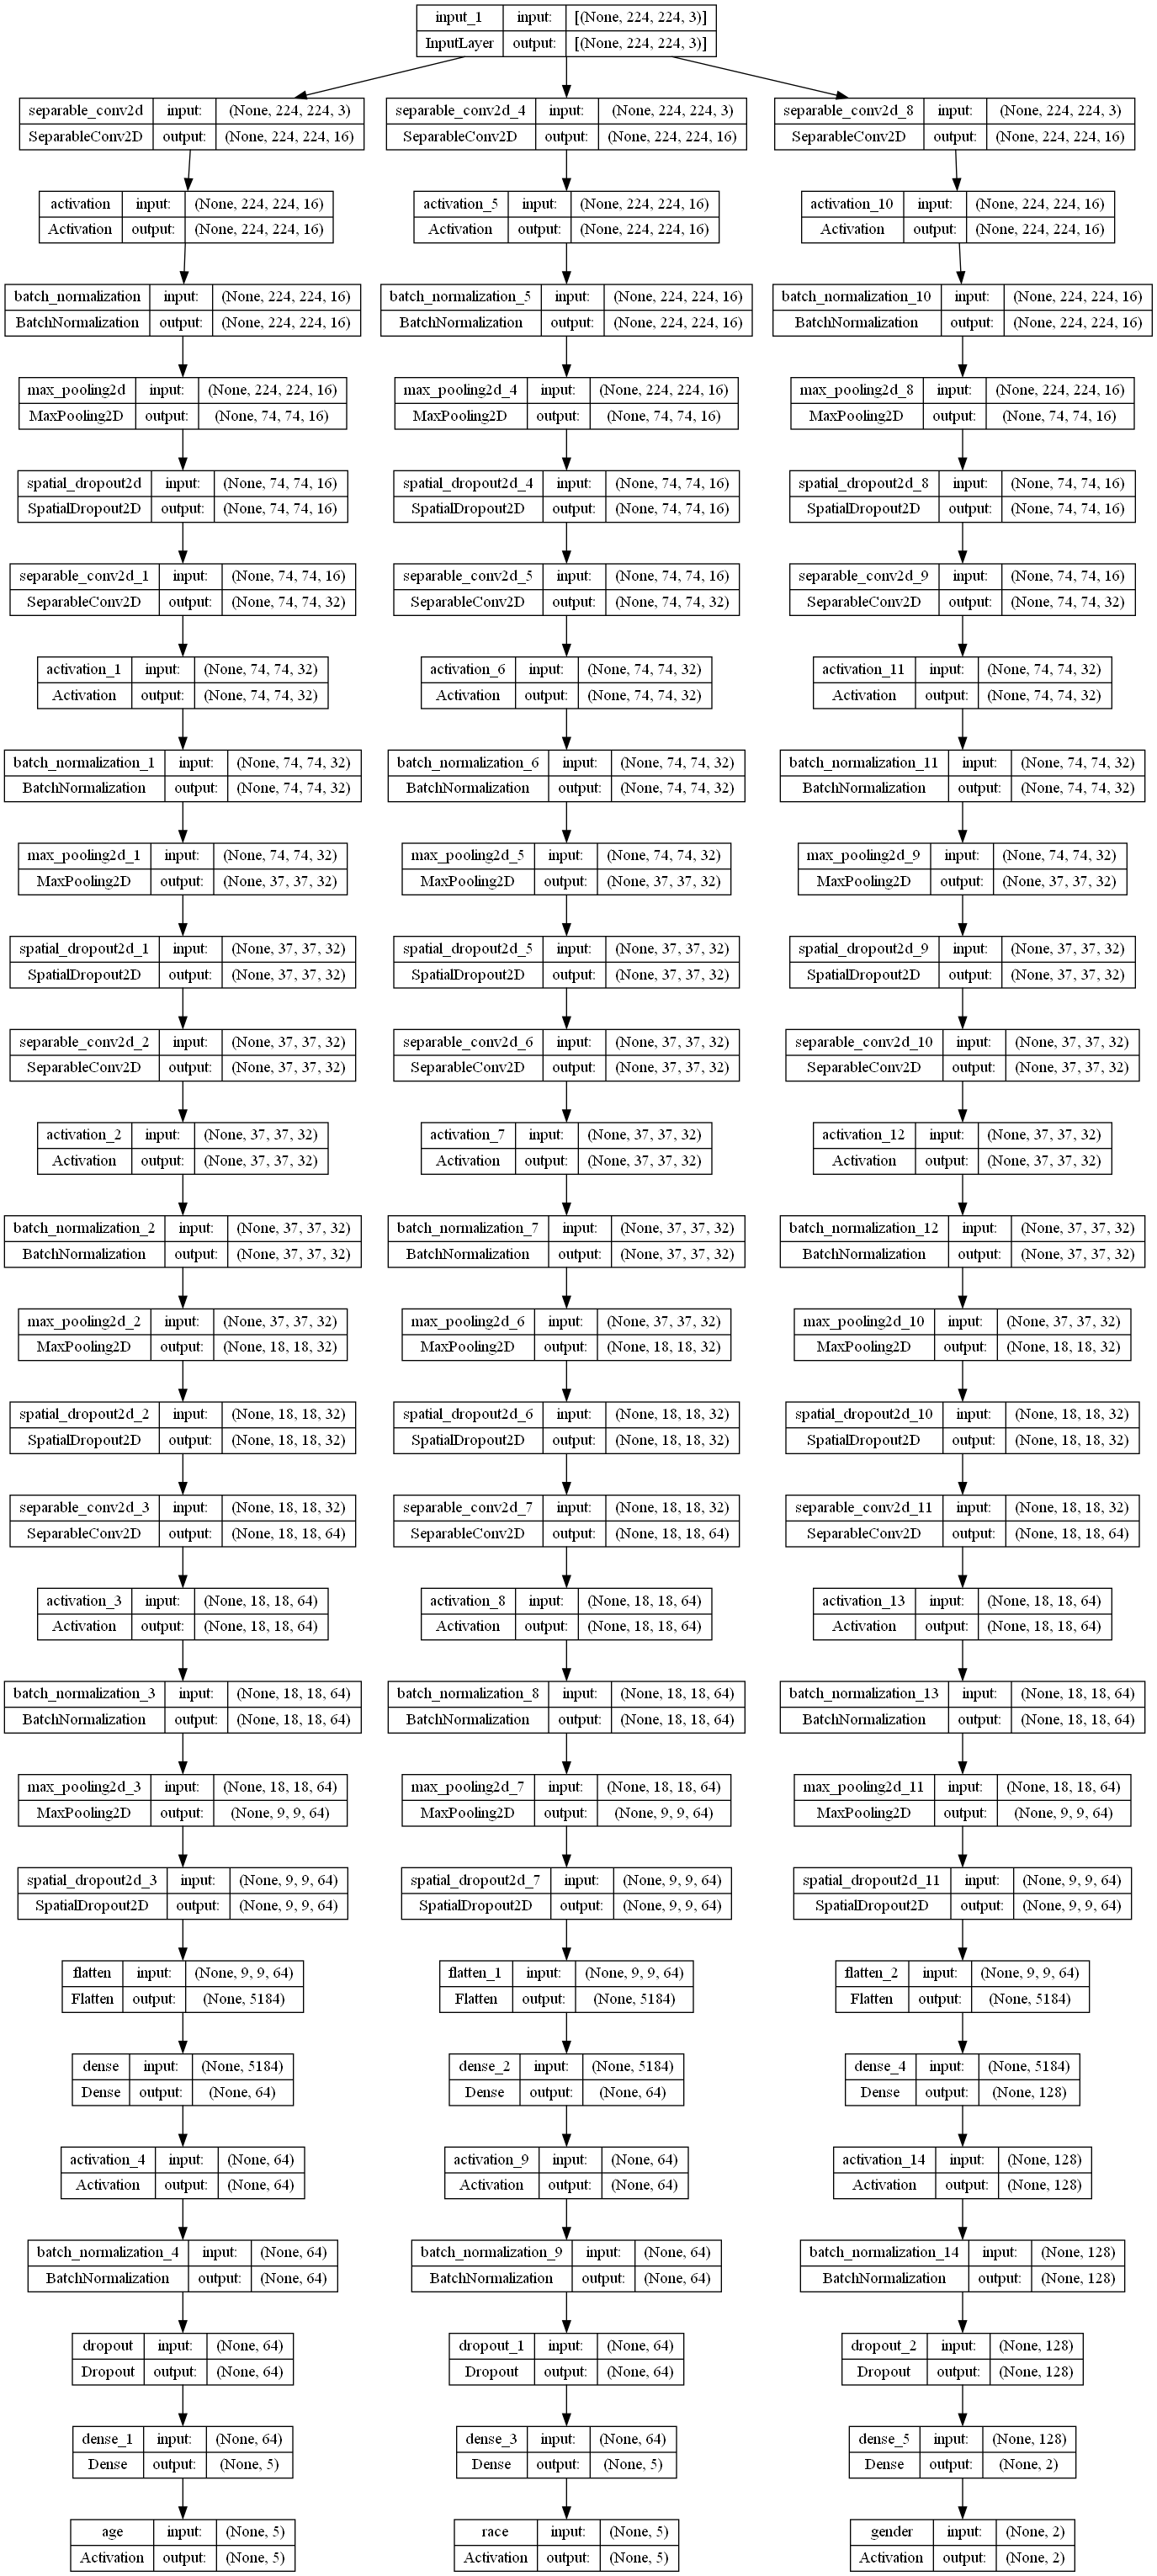 input_1 input: [(None, 224, 224, 3)]
InputLayer output: [(None, 224, 224, 3)]
separable_conv2d input: (None, 224, 224, 3)
SeparableConv2D output: (None, 224, 224, 16)
separable_conv2d_4 input: (None, 224, 224, 3)
SeparableConv2D output: (None, 224, 224, 16)
separable_conv2d_8 input: (None, 224, 224, 3)
SeparableConv2D output: (None, 224, 224, 16)
activation input: (None, 224, 224, 16)
Activation output: (None, 224, 224, 16)
activation_5 input: (None, 224, 224, 16)
Activation output: (None, 224, 224, 16)
activation_10 input: (None, 224, 224, 16)
Activation output: (None, 224, 224, 16)
batch_normalization input: (None, 224, 224, 16)
BatchNormalization output: (None, 224, 224, 16)
batch_normalization_5 input: (None, 224, 224, 16)
BatchNormalization output: (None, 224, 224, 16)
batch_normalization_10 input: (None, 224, 224, 16)
BatchNormalization output: (None, 224, 224, 16)
max_pooling2d input: (None, 224, 224, 16)
MaxPooling2D output: (None, 74, 74, 16)
max_pooling2d_4 input: (None, 224, 224, 16)
MaxPooling2D output: (None, 74, 74, 16)
max_pooling2d_8 input: (None, 224, 224, 16)
MaxPooling2D output: (None, 74, 74, 16)
spatial_dropout2d input: (None, 74, 74, 16)
SpatialDropout2D output: (None, 74, 74, 16)
spatial_dropout2d_4 input: (None, 74, 74, 16)
SpatialDropout2D output: (None, 74, 74, 16)
spatial_dropout2d_8 input: (None, 74, 74, 16)
SpatialDropout2D output: (None, 74, 74, 16)
separable_conv2d_1 input: (None, 74, 74, 16)
SeparableConv2D output: (None, 74, 74, 32)
separable_conv2d_5 input: (None, 74, 74, 16)
SeparableConv2D output: (None, 74, 74, 32)
separable_conv2d_9 input: (None, 74, 74, 16)
SeparableConv2D output: (None, 74, 74, 32)
activation_1 input: (None, 74, 74, 32)
Activation output: (None, 74, 74, 32)
activation_6 input: (None, 74, 74, 32)
Activation output: (None, 74, 74, 32)
activation_11 input: (None, 74, 74, 32)
Activation output: (None, 74, 74, 32)
batch_normalization_1 input: (None, 74, 74, 32)
BatchNormalization output: (None, 74, 74, 32)
batch_normalization_6 input: (None, 74, 74, 32)
BatchNormalization output: (None, 74, 74, 32)
batch_normalization_11 input: (None, 74, 74, 32)
BatchNormalization output: (None, 74, 74, 32)
max_pooling2d_1 input: (None, 74, 74, 32)
MaxPooling2D output: (None, 37, 37, 32)
max_pooling2d_5 input: (None, 74, 74, 32)
MaxPooling2D output: (None, 37, 37, 32)
max_pooling2d_9 input: (None, 74, 74, 32)
MaxPooling2D output: (None, 37, 37, 32)
spatial_dropout2d_1 input: (None, 37, 37, 32)
SpatialDropout2D output: (None, 37, 37, 32)
spatial_dropout2d_5 input: (None, 37, 37, 32)
SpatialDropout2D output: (None, 37, 37, 32)
spatial_dropout2d_9 input: (None, 37, 37, 32)
SpatialDropout2D output: (None, 37, 37, 32)
separable_conv2d_2 input: (None, 37, 37, 32)
SeparableConv2D output: (None, 37, 37, 32)
separable_conv2d_6 input: (None, 37, 37, 32)
SeparableConv2D output: (None, 37, 37, 32)
separable_conv2d_10 input: (None, 37, 37, 32)
SeparableConv2D output: (None, 37, 37, 32)
activation_2 input: (None, 37, 37, 32)
Activation output: (None, 37, 37, 32)
activation_7 input: (None, 37, 37, 32)
Activation output: (None, 37, 37, 32)
activation_12 input: (None, 37, 37, 32)
Activation output: (None, 37, 37, 32)
batch_normalization_2 input: (None, 37, 37, 32)
BatchNormalization output: (None, 37, 37, 32)
batch_normalization_7 input: (None, 37, 37, 32)
BatchNormalization output: (None, 37, 37, 32)
batch_normalization_12 input: (None, 37, 37, 32)
BatchNormalization output: (None, 37, 37, 32)
max_pooling2d_2 input: (None, 37, 37, 32)
MaxPooling2D output: (None, 18, 18, 32)
max_pooling2d_6 input: (None, 37, 37, 32)
MaxPooling2D output: (None, 18, 18, 32)
max_pooling2d_10 input: (None, 37, 37, 32)
MaxPooling2D output: (None, 18, 18, 32)
spatial_dropout2d_2 input: (None, 18, 18, 32)
SpatialDropout2D output: (None, 18, 18, 32)
spatial_dropout2d_6 input: (None, 18, 18, 32)
SpatialDropout2D output: (None, 18, 18, 32)
spatial_dropout2d_10 input: (None, 18, 18, 32)
SpatialDropout2D output: (None, 18, 18, 32)
separable_conv2d_3 input: (None, 18, 18, 32)
SeparableConv2D output: (None, 18, 18, 64)
separable_conv2d_7 input: (None, 18, 18, 32)
SeparableConv2D output: (None, 18, 18, 64)
separable_conv2d_11 input: (None, 18, 18, 32)
SeparableConv2D output: (None, 18, 18, 64)
activation_3 input: (None, 18, 18, 64)
Activation output: (None, 18, 18, 64)
activation_8 input: (None, 18, 18, 64)
Activation output: (None, 18, 18, 64)
activation_13 input: (None, 18, 18, 64)
Activation output: (None, 18, 18, 64)
batch_normalization_3 input: (None, 18, 18, 64)
BatchNormalization output: (None, 18, 18, 64)
batch_normalization_8 input: (None, 18, 18, 64)
BatchNormalization output: (None, 18, 18, 64)
batch_normalization_13 input: (None, 18, 18, 64)
BatchNormalization output: (None, 18, 18, 64)
max_pooling2d_3 input: (None, 18, 18, 64)
MaxPooling2D output: (None, 9, 9, 64)
max_pooling2d_7 input: (None, 18, 18, 64)
MaxPooling2D output: (None, 9, 9, 64)
max_pooling2d_11 input: (None, 18, 18, 64)
MaxPooling2D output: (None, 9, 9, 64)
spatial_dropout2d_3 input: (None, 9, 9, 64)
SpatialDropout2D output: (None, 9, 9, 64)
spatial_dropout2d_7 input: (None, 9, 9, 64)
SpatialDropout2D output: (None, 9, 9, 64)
spatial_dropout2d_11 input: (None, 9, 9, 64)
SpatialDropout2D output: (None, 9, 9, 64)
flatten input: (None, 9, 9, 64)
Flatten output: (None, 5184)
flatten_1 input: (None, 9, 9, 64)
Flatten output: (None, 5184)
flatten_2 input: (None, 9, 9, 64)
Flatten output: (None, 5184)
dense input: (None, 5184)
Dense output: (None, 64)
dense_2 input: (None, 5184)
Dense output: (None, 64)
dense_4 input: (None, 5184)
Dense output: (None, 128)
activation_4 input: (None, 64)
Activation output: (None, 64)
activation_9 input: (None, 64)
Activation output: (None, 64)
activation_14 input: (None, 128)
Activation output: (None, 128)
batch_normalization_4 input: (None, 64)
BatchNormalization output: (None, 64)
batch_normalization_9 input: (None, 64)
BatchNormalization output: (None, 64)
batch_normalization_14 input: (None, 128)
BatchNormalization output: (None, 128)
dropout input: (None, 64)
Dropout output: (None, 64)
dropout_1 input: (None, 64)
Dropout output: (None, 64)
dropout_2 input: (None, 128)
Dropout output: (None, 128)
dense_1 input: (None, 64)
Dense output: (None, 5)
dense_3 input: (None, 64)
Dense output: (None, 5)
dense_5 input: (None, 128)
Dense output: (None, 2)
age input: (None, 5)
Activation output: (None, 5)
race input: (None, 5)
Activation output: (None, 5)
gender input: (None, 2)
Activation output: (None, 2)